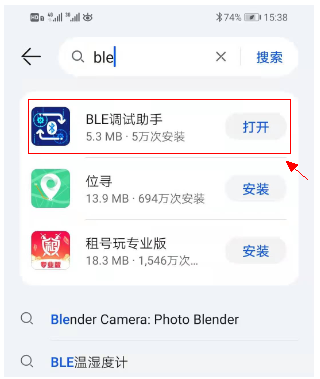 74% 15:38
ble 搜索
BLE调试助手
5.3 MB · 5万次安装
打开
位寻
13.9 MB · 694万次安装
安装
租号玩专业版
18.3 MB · 1,546万次...
安装
专业版
Blender Camera: Photo Blender
BLE温湿度计